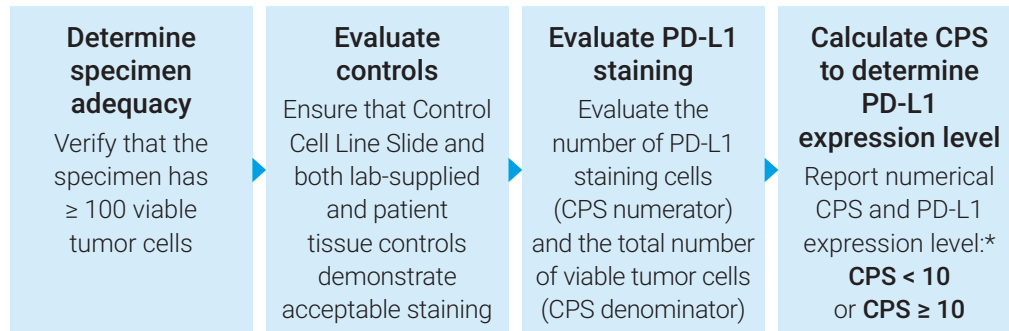 Determine
specimen
adequacy
Verify that the
specimen has
≥ 100 viable
tumor cells
Evaluate
controls
Ensure that Control
Cell Line Slide and
both lab-supplied
and patient
tissue controls
demonstrate
acceptable staining
Evaluate PD-L1
staining
Evaluate the
number of PD-L1
staining cells
(CPS numerator)
and the total number
of viable tumor cells
(CPS denominator)
Calculate CPS
to determine
PD-L1
expression level
Report numerical
CPS and PD-L1
expression level:*
CPS < 10
or CPS ≥ 10